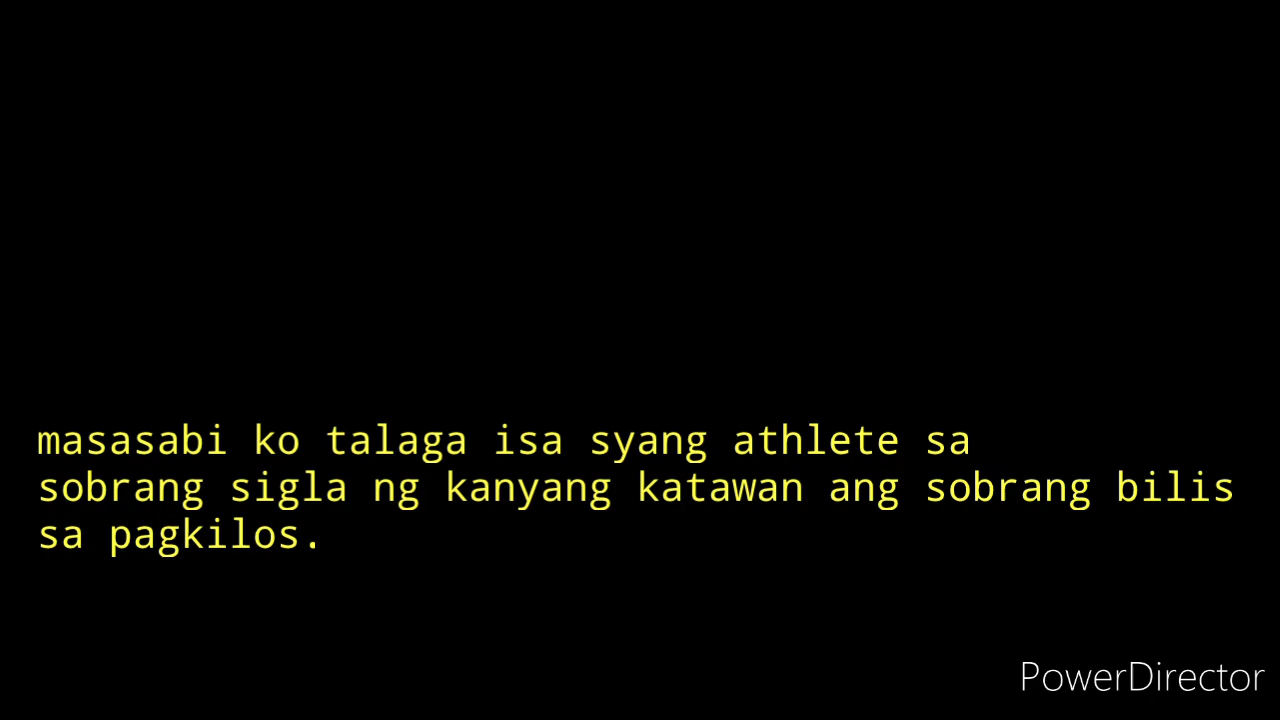 masasabi ko talaga isa syang athlete sa
sobrang sigla ng kanyang katawan ang sobrang bilis
sa pagkilos.
PowerDirector